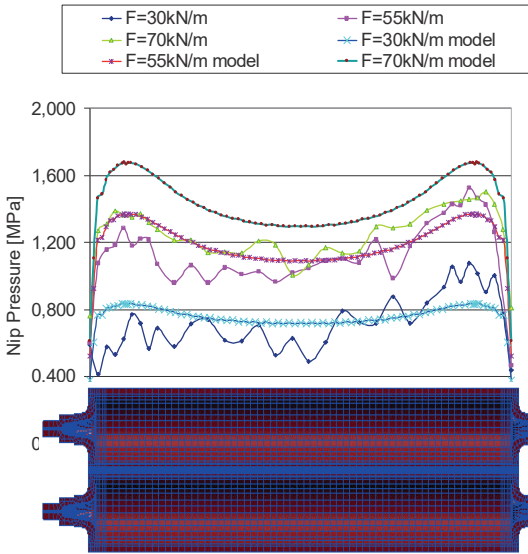 F=30kN/m F=55kN/m
F=70kN/m F=30kN/m model
F=55kN/m model F=70kN/m model
2,000
1,600
1,200
0.800
0.400
0
Nip Pressure [MPa]